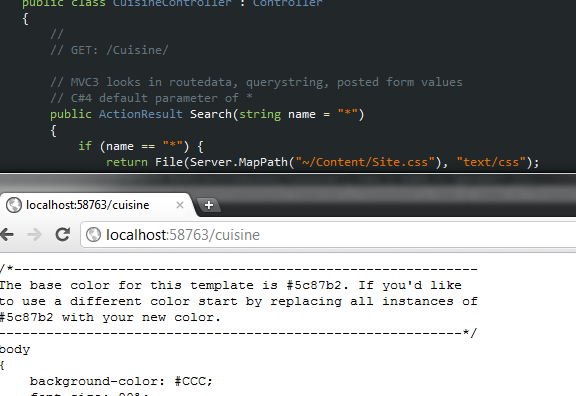 public class CuisineController : Controller
{
//
// GET: /Cuisine/
// MVC3 looks in routedata, querystring, posted form values
// C#4 default parameter of *
public ActionResult Search(string name = "*")
{
if (name == "*") {
return File(Server.MapPath("~/Content/Site.css"), "text/css");
localhost:58763/cuisine
localhost:58763/cuisine
/*----------------------------------------------------------
The base color for this template is #5c87b2. If you'd like
to use a different color start by replacing all instances of
#5c87b2 with your new color.
----------------------------------------------------------*/
body
{
background-color: #CCC;